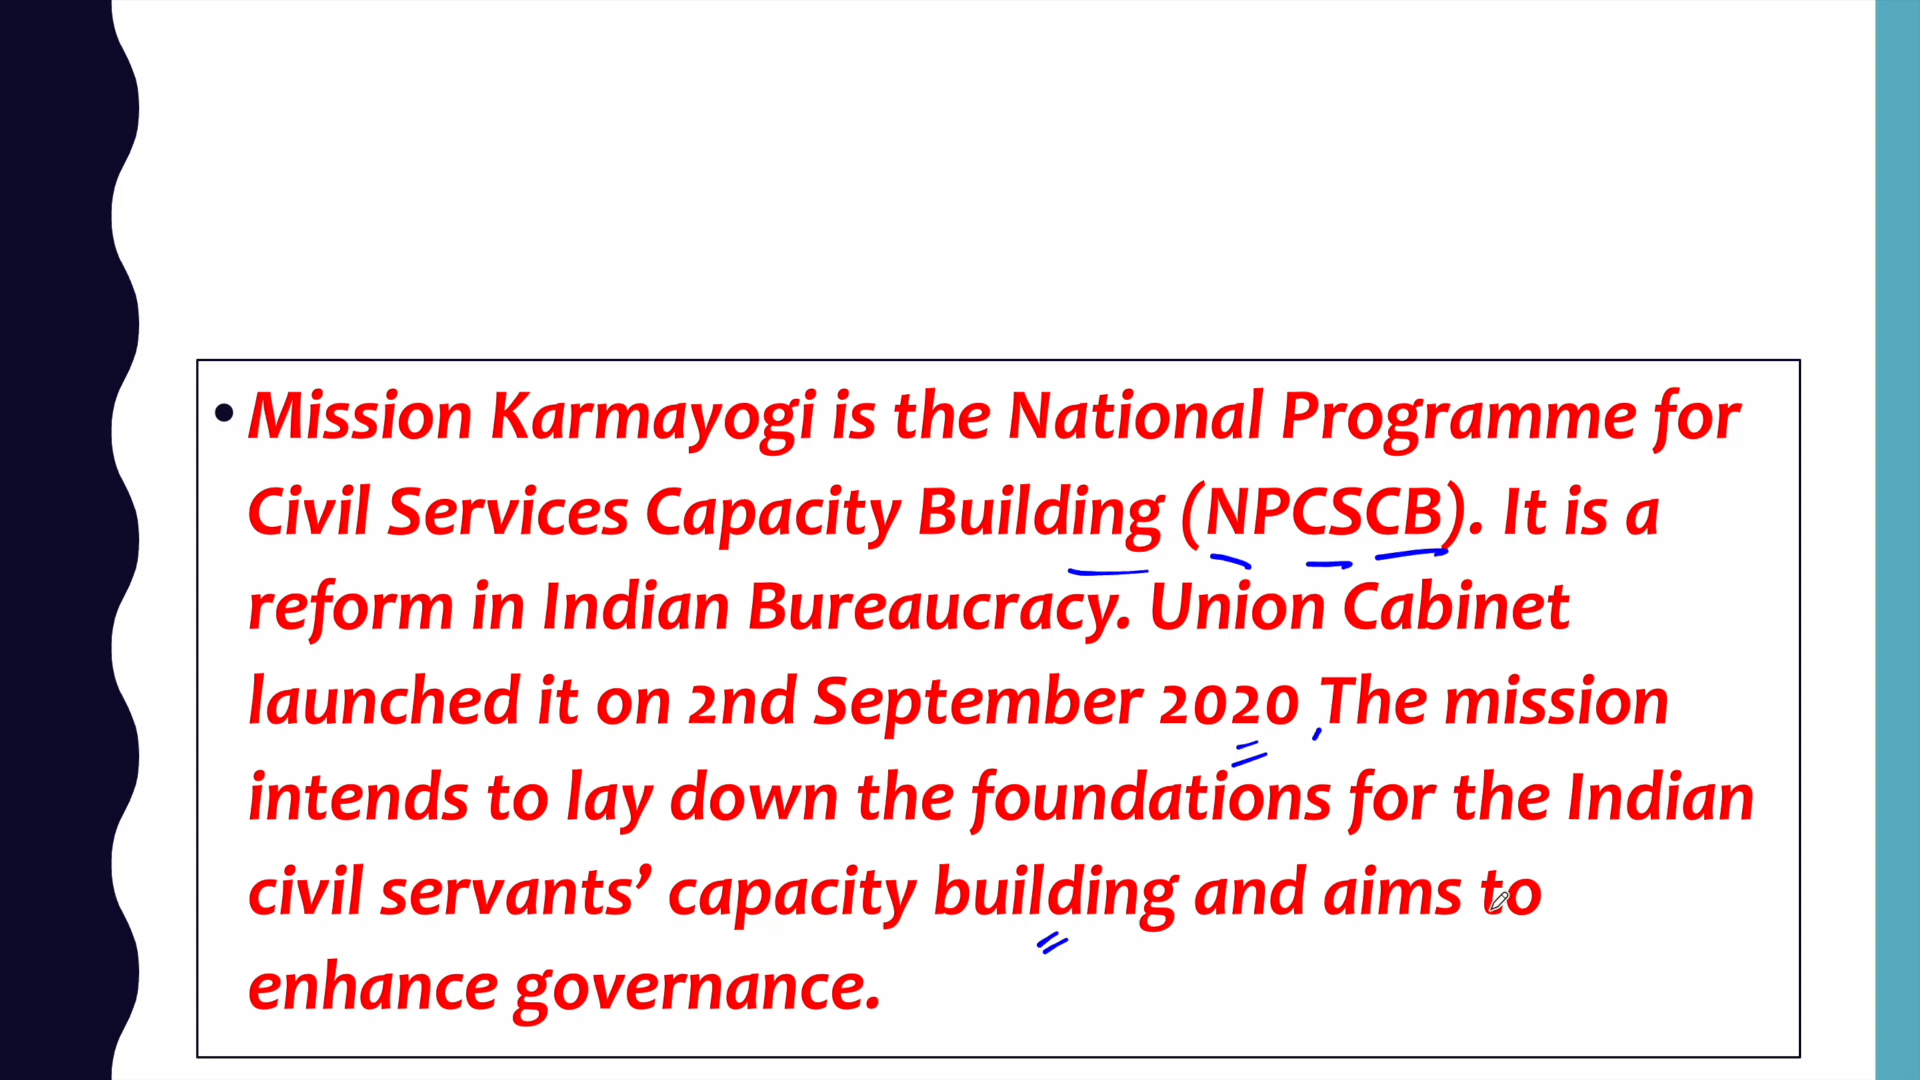 • Mission Karmayogi is the National Programme for
Civil Services Capacity Building (NPCSCB). It is a
reform in Indian Bureaucracy. Union Cabinet
launched it on 2nd September 2020 The mission
intends to lay down the foundations for the Indian
civil servants’ capacity building and aims to
enhance governance.